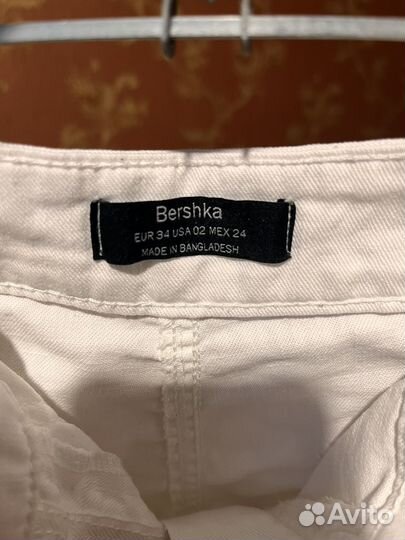 Bershka
EUR 34 USA 02 MEX 24
MADE IN BANGLADESH
Avito